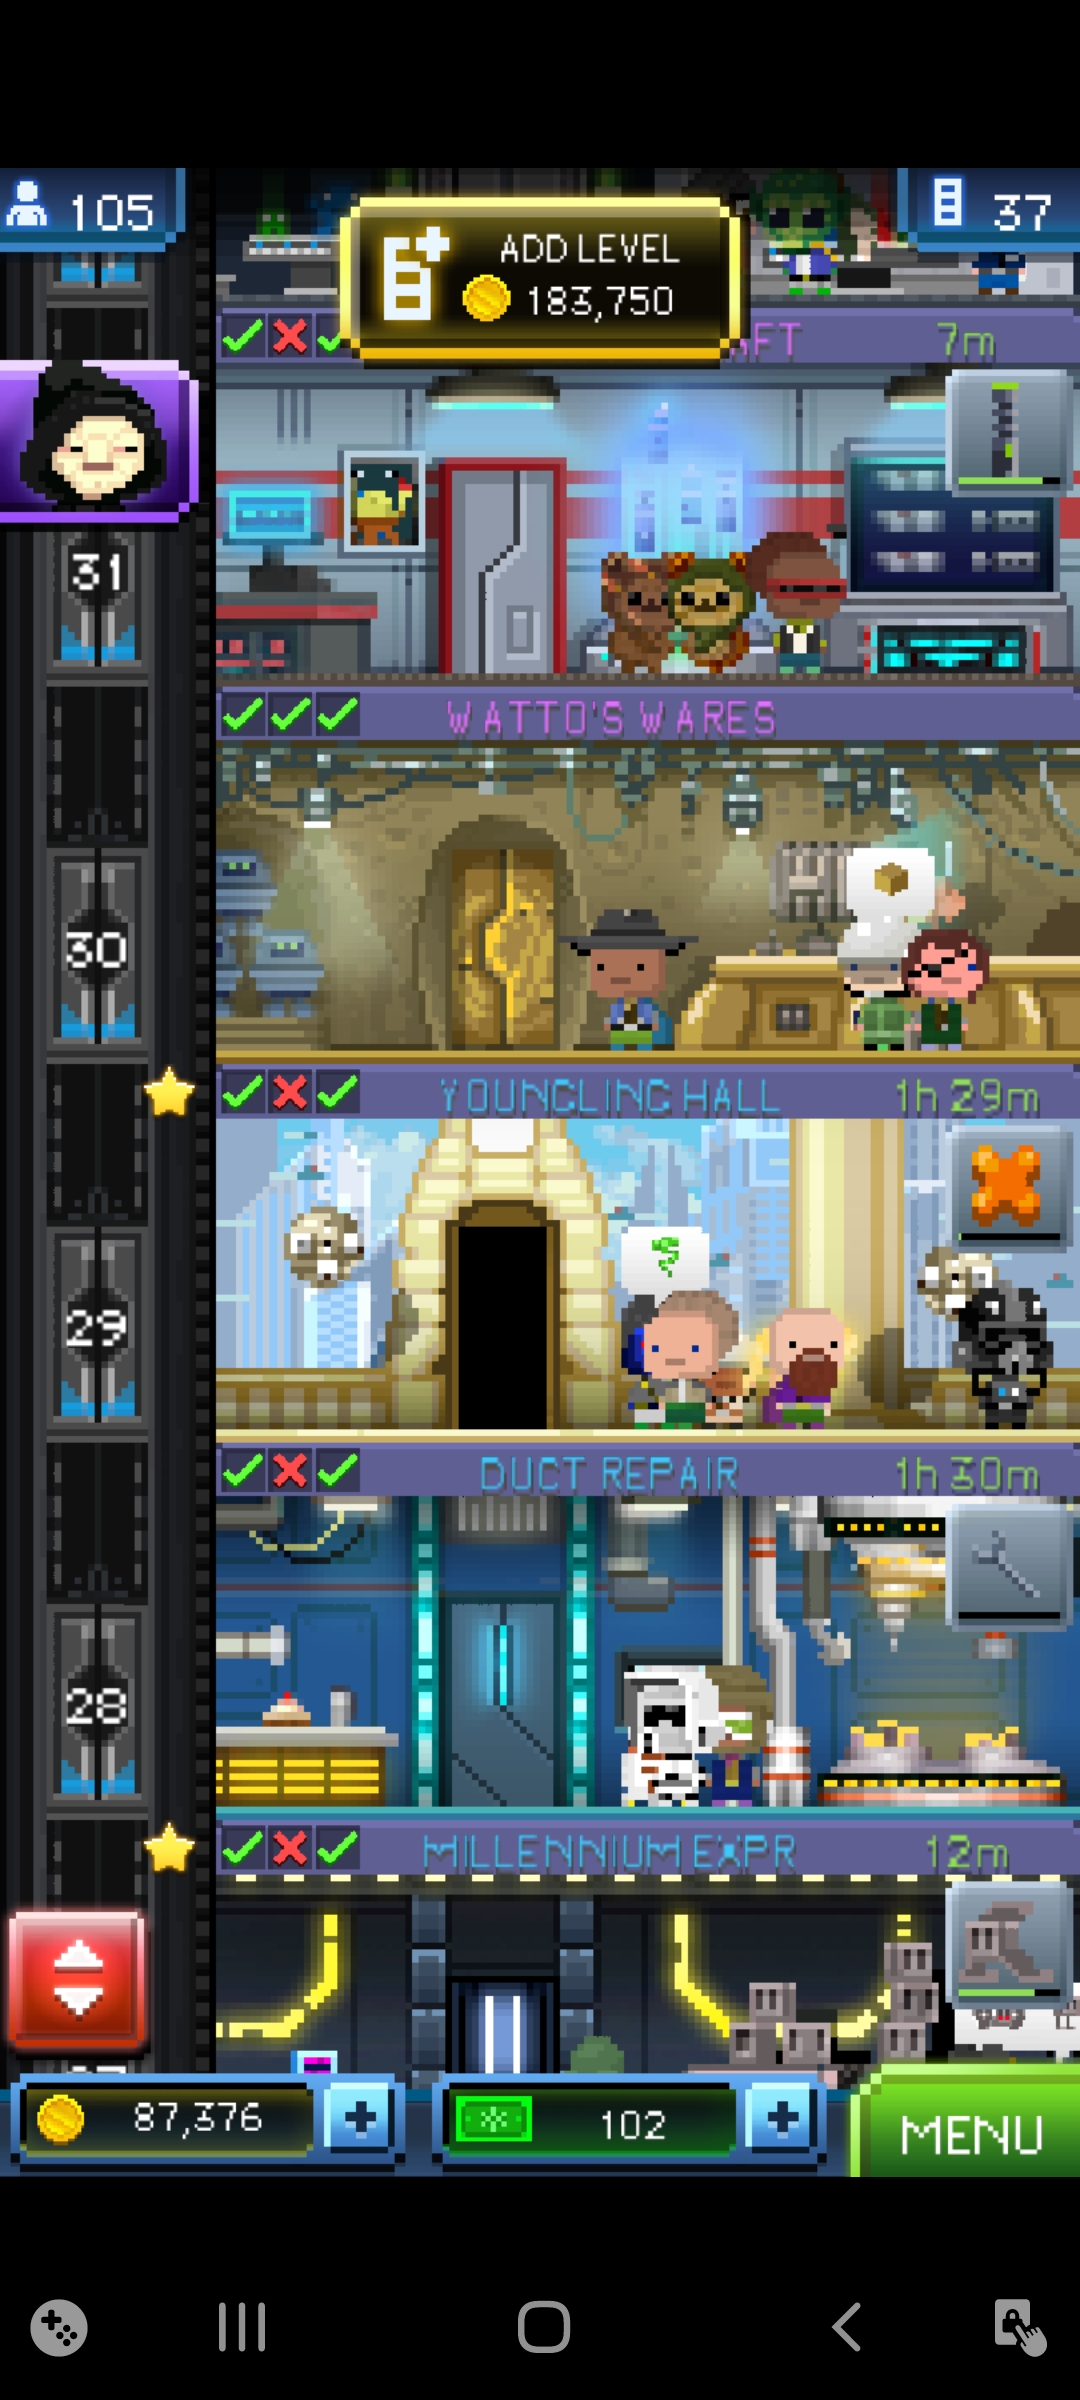 105
37
ADD LEVEL
183,750
7m
31
WATTO'S WARES
30
YOUNGLING HALL
1h 29m
29
DUCT REPAIR
1h 30m
28
MILLENNIUM EXPR
12m
87,376
102
MENU